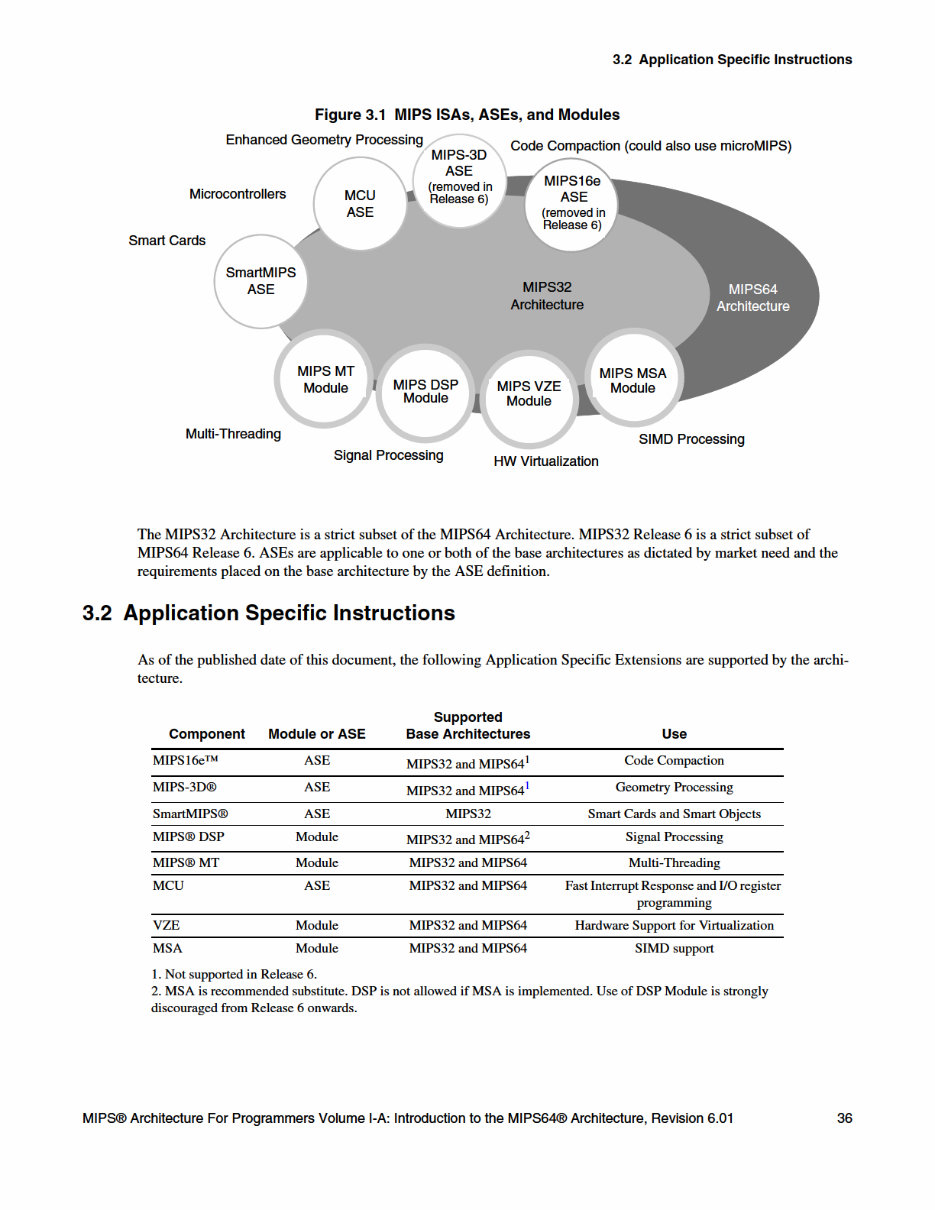 3.2 Application Specific Instructions
Figure 3.1 MIPS ISAs, ASEs, and Modules
Enhanced Geometry Processing
Code Compaction (could also use microMIPS)
MIPS-3D
ASE
(removed in
Release 6)
MIPS16e
ASE
(removed in
Release 6)
Microcontrollers
MCU
ASE
Smart Cards
SmartMIPS
ASE
MIPS32
Architecture
MIPS64
Architecture
MIPS MT
Module
MIPS DSP
Module
MIPS VZE
Module
MIPS MSA
Module
Multi-Threading
Signal Processing
HW Virtualization
SIMD Processing
The MIPS32 Architecture is a strict subset of the MIPS64 Architecture. MIPS32 Release 6 is a strict subset of
MIPS64 Release 6. ASEs are applicable to one or both of the base architectures as dictated by market need and the
requirements placed on the base architecture by the ASE definition.
3.2 Application Specific Instructions
As of the published date of this document, the following Application Specific Extensions are supported by the archi-
tecture.
Supported
Component Module or ASE Base Architectures Use
MIPS16e™ ASE MIPS32 and MIPS64¹ Code Compaction
MIPS-3D® ASE MIPS32 and MIPS64¹ Geometry Processing
SmartMIPS® ASE MIPS32 Smart Cards and Smart Objects
MIPS® DSP Module MIPS32 and MIPS64² Signal Processing
MIPS® MT Module MIPS32 and MIPS64 Multi-Threading
MCU ASE MIPS32 and MIPS64 Fast Interrupt Response and I/O register
programming
VZE Module MIPS32 and MIPS64 Hardware Support for Virtualization
MSA Module MIPS32 and MIPS64 SIMD support
1. Not supported in Release 6.
2. MSA is recommended substitute. DSP is not allowed if MSA is implemented. Use of DSP Module is strongly
discouraged from Release 6 onwards.
MIPS® Architecture For Programmers Volume I-A: Introduction to the MIPS64® Architecture, Revision 6.01 36